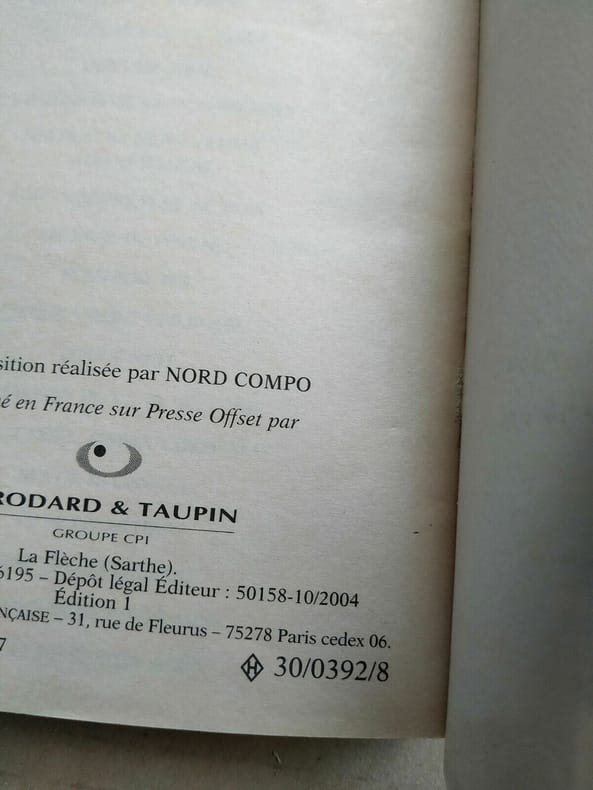 sition réalisée par NORD COMPO
é en France sur Presse Offset par
RODARD & TAUPIN
GROUPE CPI
La Flèche (Sarthe).
6195 – Dépôt légal Éditeur : 50158-10/2004
Édition 1
NÇAISE – 31, rue de Fleurus – 75278 Paris cedex 06.
7
H 30/0392/8